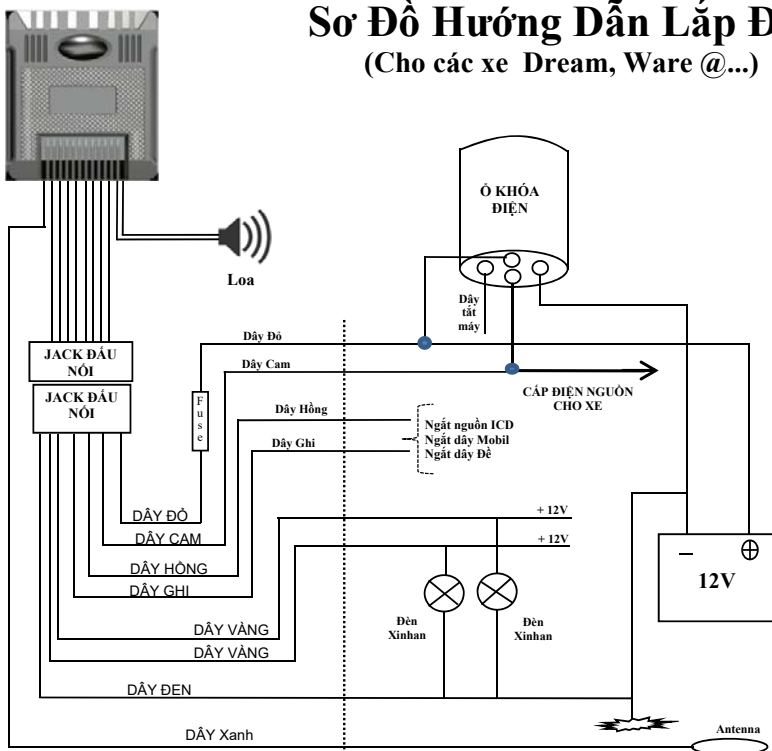 Sơ Đồ Hướng Dẫn Lắp Đ
(Cho các xe Dream, Ware @...)
Ổ KHÓA
ĐIỆN
Loa
Dây
tắt
máy
Dây Đỏ
JACK ĐẤU
NỐI
Dây Cam
CẤP ĐIỆN NGUỒN
CHO XE
JACK ĐẤU
NỐI
Fuse
Dây Hồng
Ngắt nguồn ICD
Ngắt dây Mobil
Ngắt dây Đề
Dây Ghi
DÂY ĐỎ
+ 12V
DÂY CAM
+ 12V
–
⊕
DÂY HỒNG
12V
DÂY GHI
Đèn
Xinhan
Đèn
Xinhan
DÂY VÀNG
DÂY VÀNG
DÂY ĐEN
DÂY Xanh
Antenna